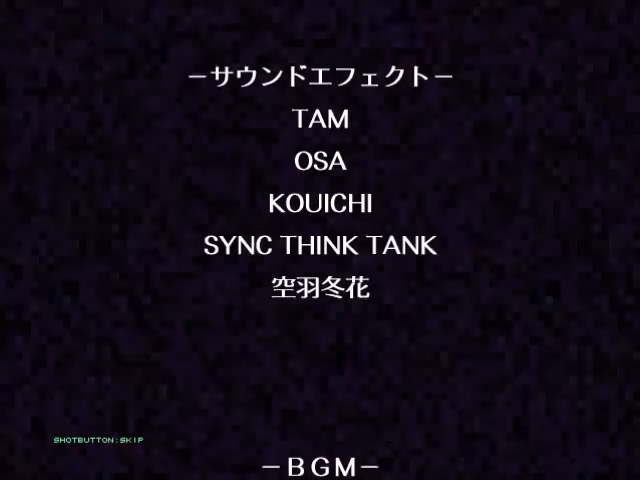 −サウンドエフェクト−
TAM
OSA
KOUICHI
SYNC THINK TANK
空羽冬花
SHOTBUTTON:SKIP
−BGM−